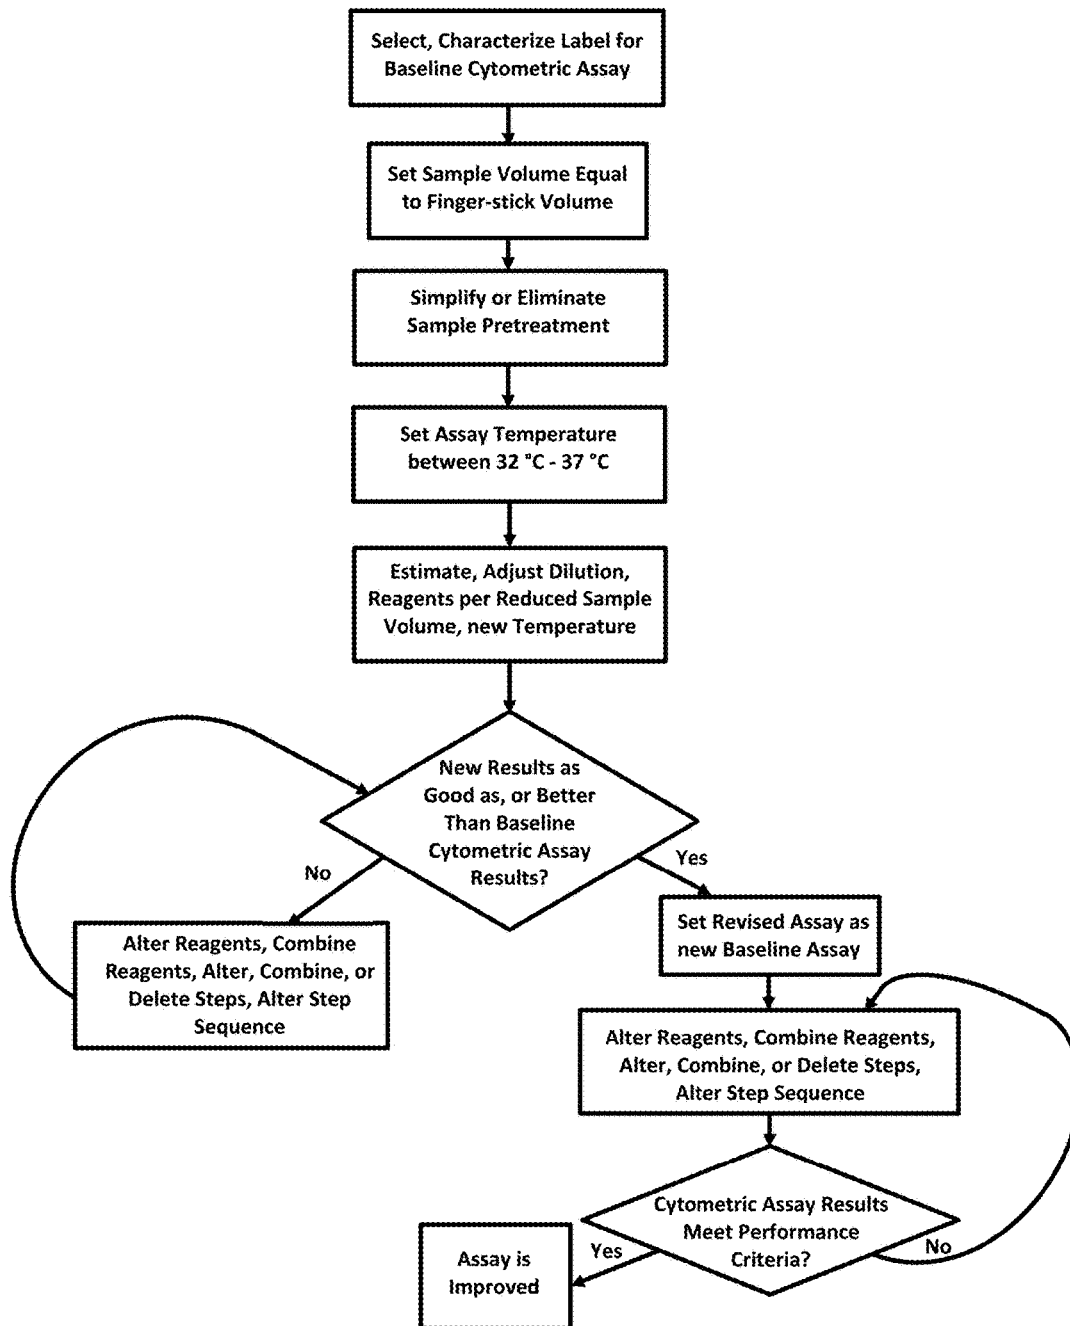 Select, Characterize Label for
Baseline Cytometric Assay
Set Sample Volume Equal
to Finger-stick Volume
Simplify or Eliminate
Sample Pretreatment
Set Assay Temperature
between 32 °C - 37 °C
Estimate, Adjust Dilution,
Reagents per Reduced Sample
Volume, new Temperature
New Results as
Good as, or Better
Than Baseline
Cytometric Assay
Results?
No
Yes
Alter Reagents, Combine
Reagents, Alter, Combine, or
Delete Steps, Alter Step
Sequence
Set Revised Assay as
new Baseline Assay
Alter Reagents, Combine Reagents,
Alter, Combine, or Delete Steps,
Alter Step Sequence
Cytometric Assay Results
Meet Performance
Criteria?
Yes
No
Assay is
Improved